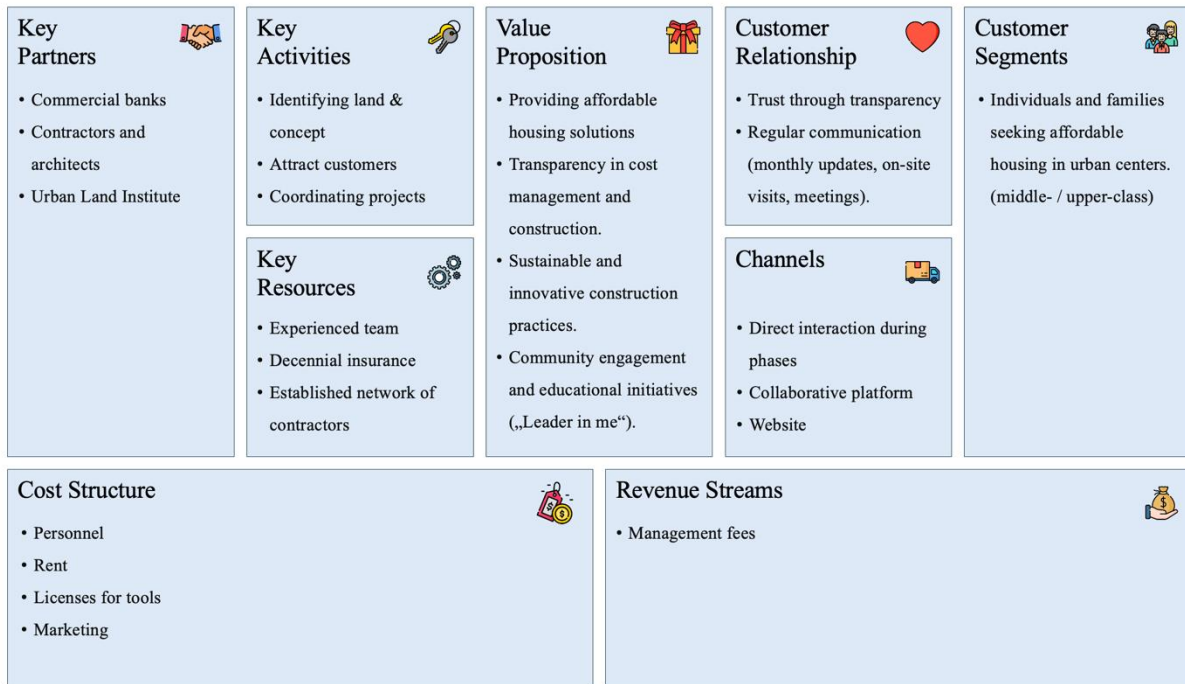 Key
Partners
• Commercial banks
• Contractors and
architects
• Urban Land Institute
Key
Activities
• Identifying land &
concept
• Attract customers
• Coordinating projects
Key
Resources
• Experienced team
• Decennial insurance
• Established network of
contractors
Value
Proposition
• Providing affordable
housing solutions
• Transparency in cost
management and
construction.
• Sustainable and
innovative construction
practices.
• Community engagement
and educational initiatives
(„Leader in me“).
Customer
Relationship
• Trust through transparency
• Regular communication
(monthly updates, on-site
visits, meetings).
Channels
• Direct interaction during
phases
• Collaborative platform
• Website
Customer
Segments
• Individuals and families
seeking affordable
housing in urban centers.
(middle- / upper-class)
Cost Structure
• Personnel
• Rent
• Licenses for tools
• Marketing
Revenue Streams
• Management fees